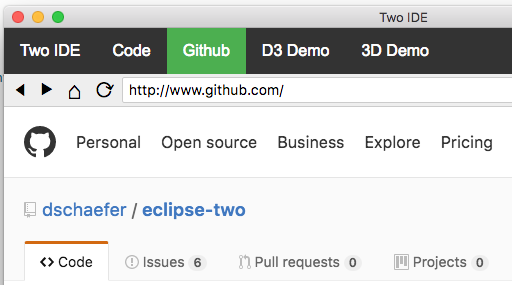 Two IDE
Two IDE Code Github D3 Demo 3D Demo
http://www.github.com/
Personal Open source Business Explore Pricing
dschaefer / eclipse-two
<> Code Issues 6 Pull requests 0 Projects 0